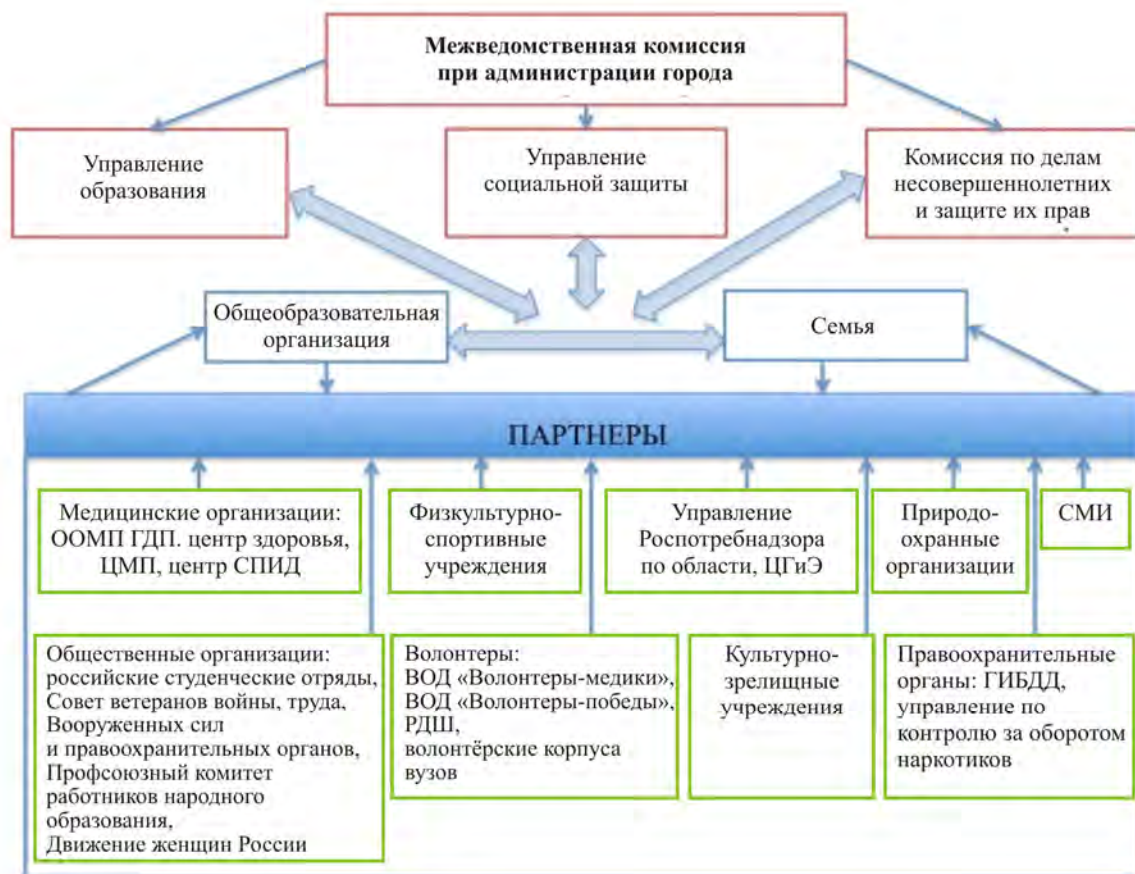 Межведомственная комиссия
при администрации города
Управление
образования
Управление
социальной защиты
Комиссия по делам
несовершеннолетних
и защите их прав
Общеобразовательная
организация
Семья
ПАРТНЕРЫ
Медицинские организации:
ООМП ГДП. центр здоровья,
ЦМП, центр СПИД
Физкультурно-
спортивные
учреждения
Управление
Роспотребнадзора
по области, ЦГиЭ
Природо-
охранные
организации
СМИ
Общественные организации:
российские студенческие отряды,
Совет ветеранов войны, труда,
Вооруженных сил
и правоохранительных органов,
Профсоюзный комитет
работников народного
образования,
Движение женщин России
Волонтеры:
ВОД «Волонтеры-медики»,
ВОД «Волонтеры-победы»,
РДШ,
волонтёрские корпуса
вузов
Культурно-
зрелищные
учреждения
Правоохранительные
органы: ГИБДД,
управление по
контролю за оборотом
наркотиков